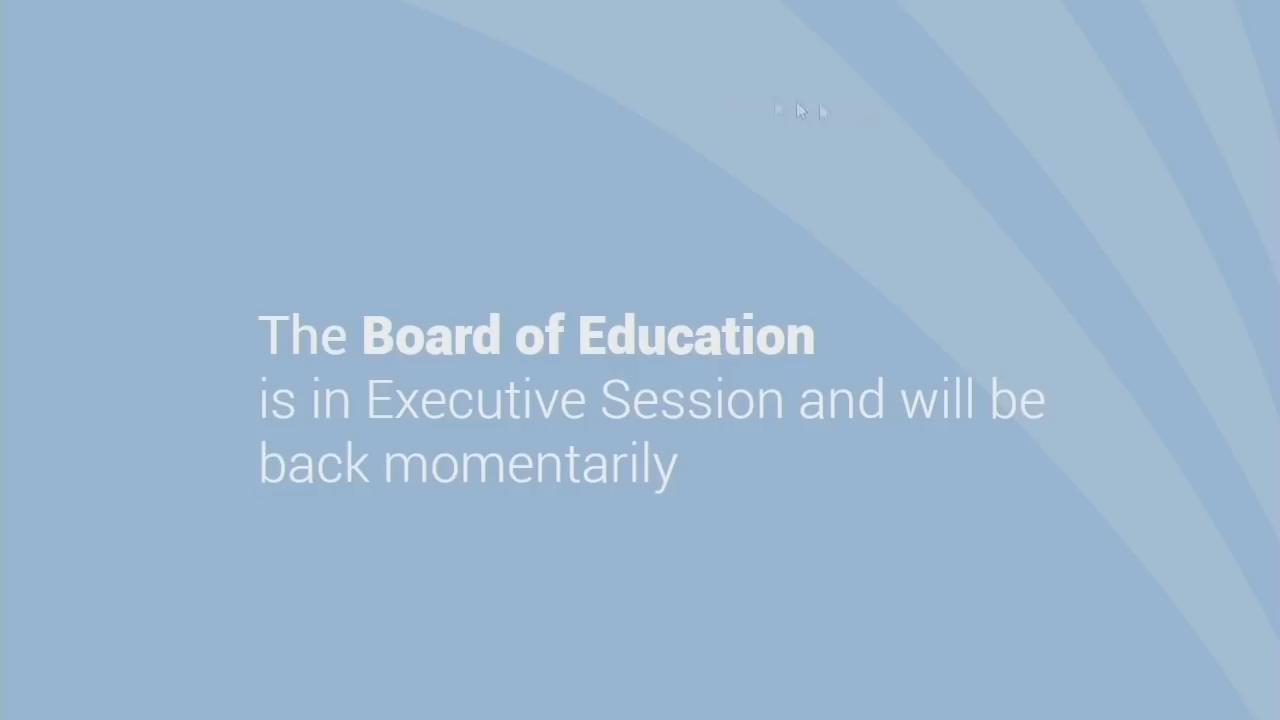 The Board of Education
is in Executive Session and will be
back momentarily